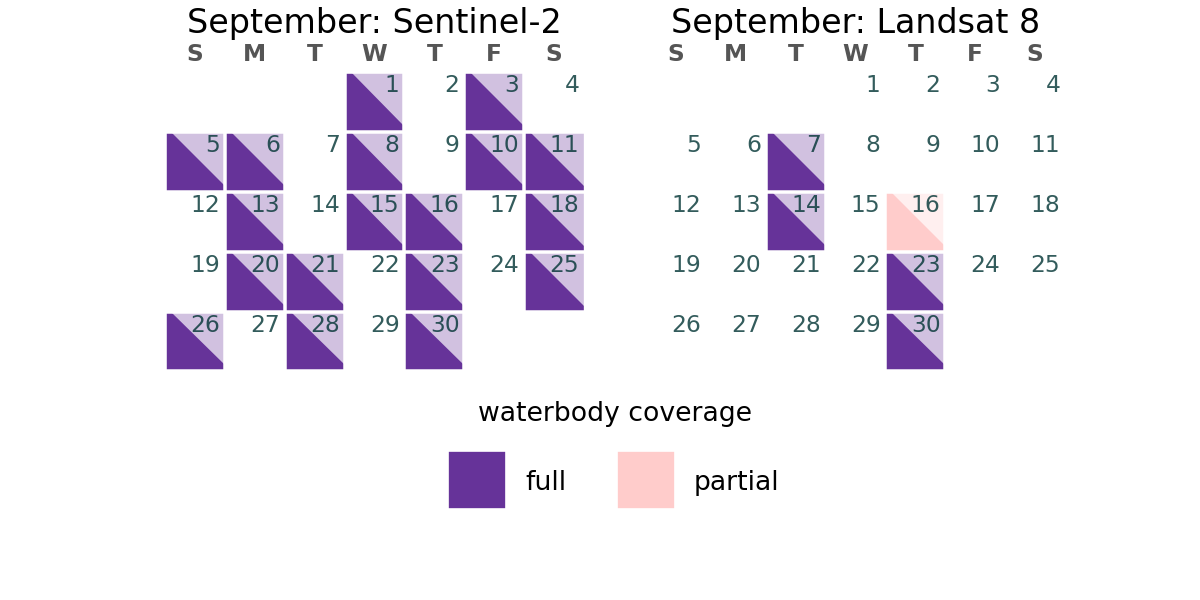 September: Sentinel-2
S M T W T F S
1 2 3 4
5 6 7 8 9 10 11
12 13 14 15 16 17 18
19 20 21 22 23 24 25
26 27 28 29 30
September: Landsat 8
S M T W T F S
1 2 3 4
5 6 7 8 9 10 11
12 13 14 15 16 17 18
19 20 21 22 23 24 25
26 27 28 29 30
waterbody coverage
full partial